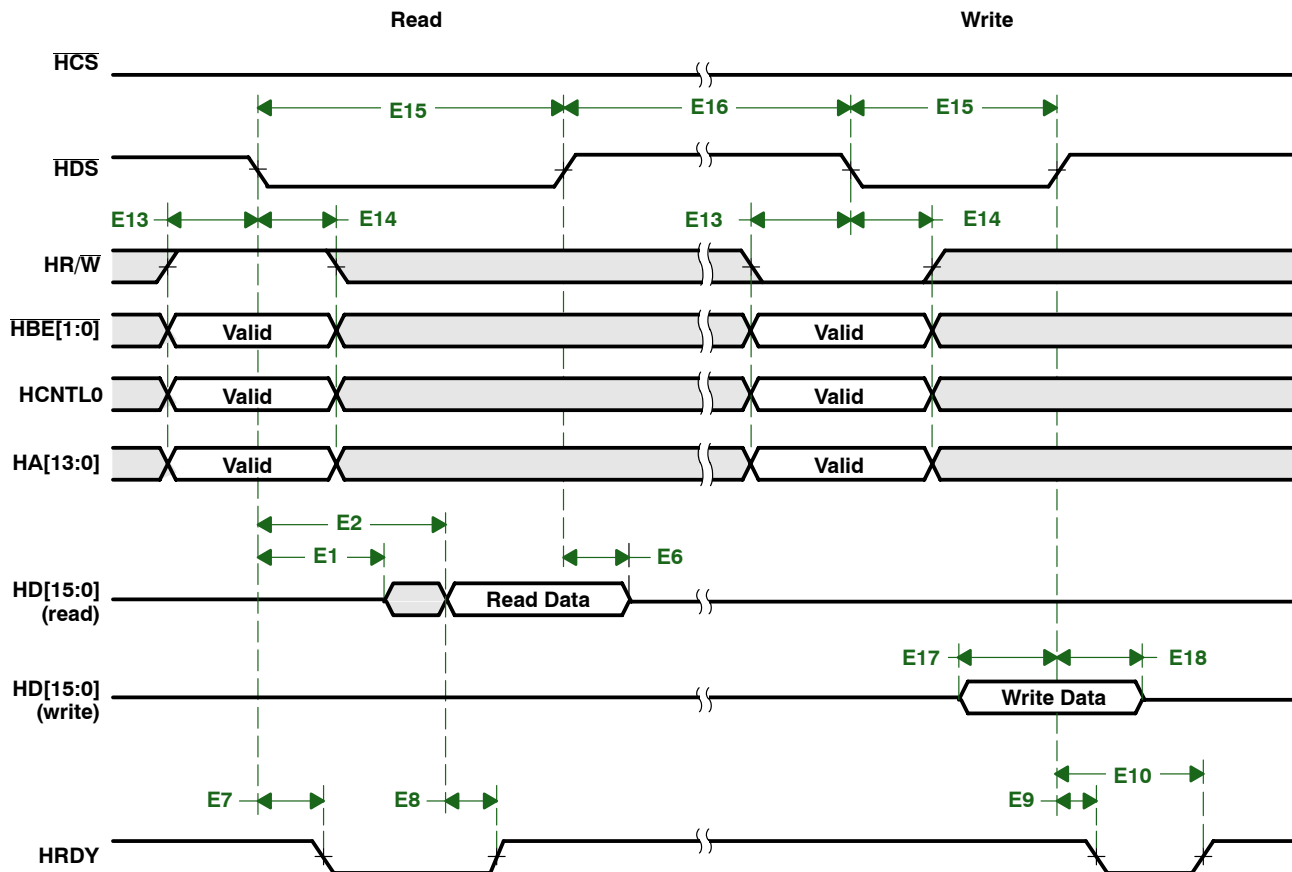 Read Write
HCS
E15 E16 E15
HDS
E13 E14 E13 E14
HR/W
HBE[1:0] Valid Valid
HCNTL0 Valid Valid
HA[13:0] Valid Valid
E2
E1 E6
HD[15:0]
(read)
Read Data
E17 E18
HD[15:0]
(write)
Write Data
E10
E7 E8 E9
HRDY